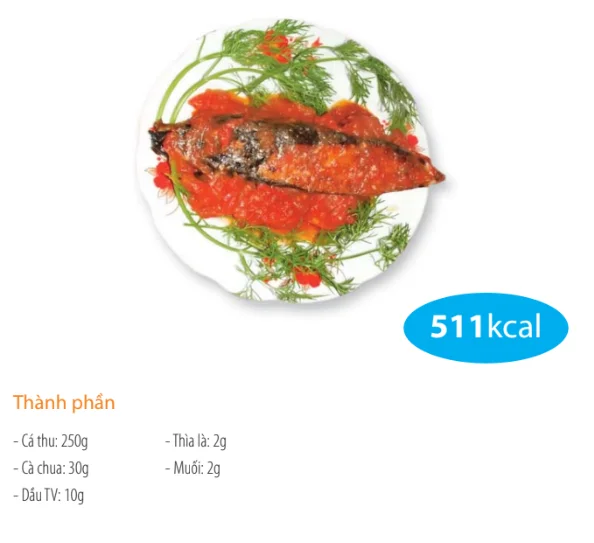 511kcal
Thành phần
- Cá thu: 250g
- Cà chua: 30g
- Dầu TV: 10g
- Thìa là: 2g
- Muối: 2g